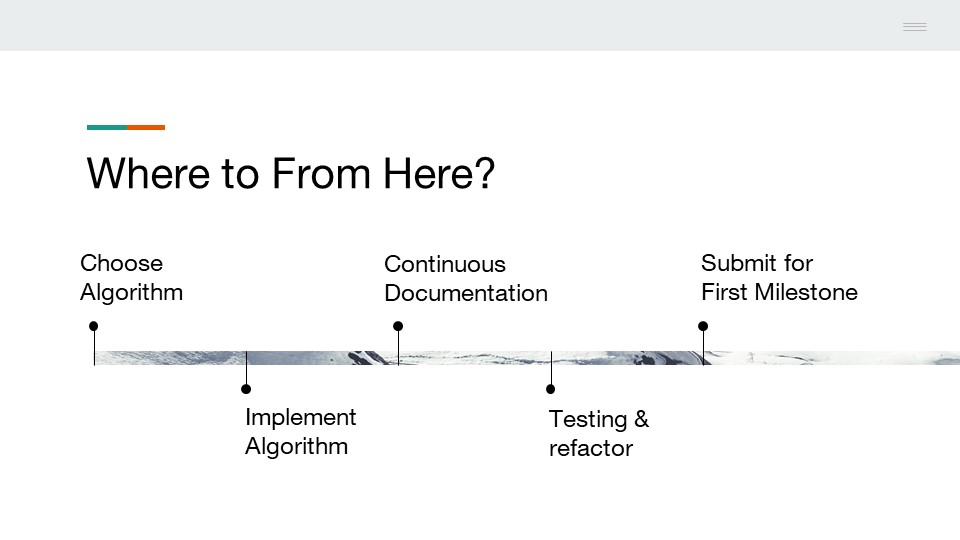 Where to From Here?
Choose
Algorithm
Implement
Algorithm
Continuous
Documentation
Testing &
refactor
Submit for
First Milestone